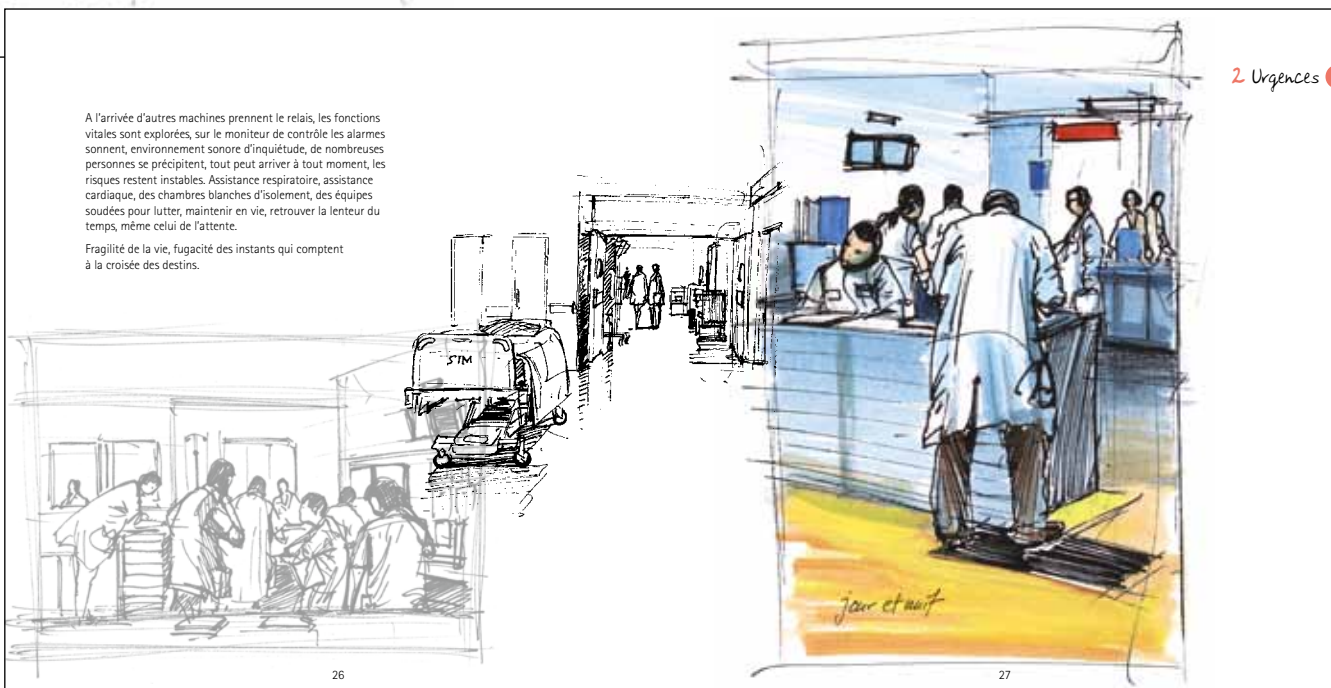 A l'arrivée d'autres machines prennent le relais, les fonctions
vitales sont explorées, sur le moniteur de contrôle les alarmes
sonnent, environnement sonore d'inquiétude, de nombreuses
personnes se précipitent, tout peut arriver à tout moment, les
risques restent instables. Assistance respiratoire, assistance
cardiaque, des chambres blanches d'isolement, des équipes
soudées pour lutter, maintenir en vie, retrouver la lenteur du
temps, même celui de l'attente.
Fragilité de la vie, fugacité des instants qui comptent
à la croisée des destins.
SIM
26
2 Urgences
jour et nuit
27